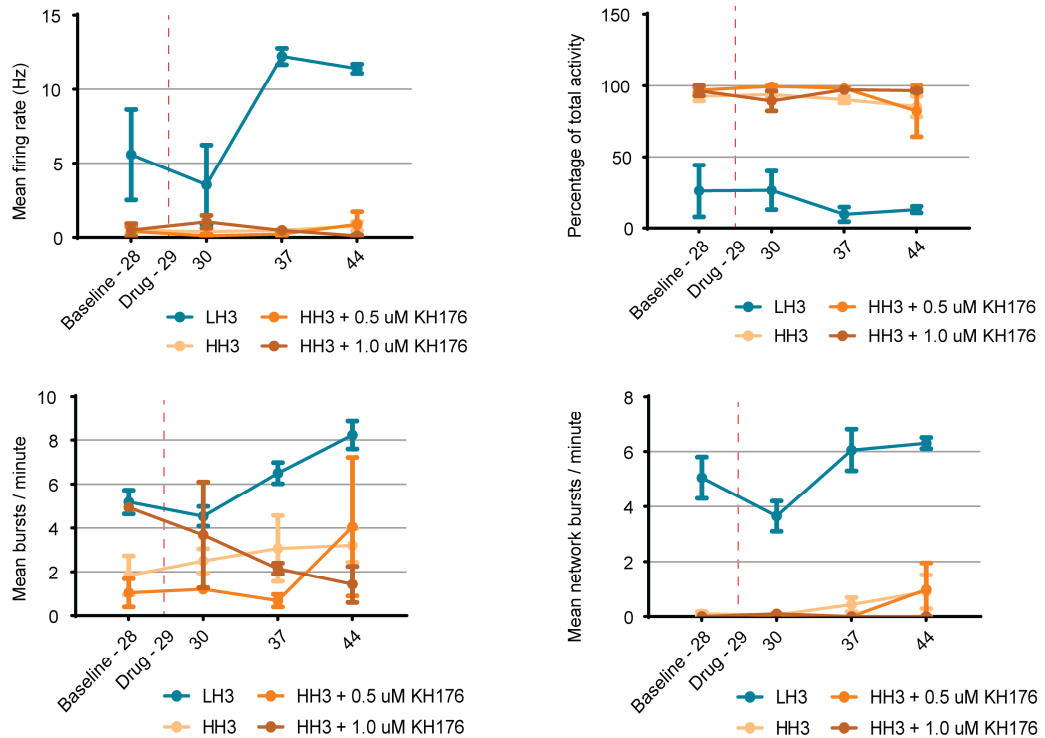 Mean firing rate (Hz)
15
10
5
0
Baseline - 28
Drug - 29
30
37
44
LH3
HH3 + 0.5 uM KH176
HH3
HH3 + 1.0 uM KH176
Percentage of total activity
150
100
50
0
Baseline - 28
Drug - 29
30
37
44
LH3
HH3 + 0.5 uM KH176
HH3
HH3 + 1.0 uM KH176
Mean bursts / minute
10
8
6
4
2
0
Baseline - 28
Drug - 29
30
37
44
LH3
HH3 + 0.5 uM KH176
HH3
HH3 + 1.0 uM KH176
Mean network bursts / minute
8
6
4
2
0
Baseline - 28
Drug - 29
30
37
44
LH3
HH3 + 0.5 uM KH176
HH3
HH3 + 1.0 uM KH176